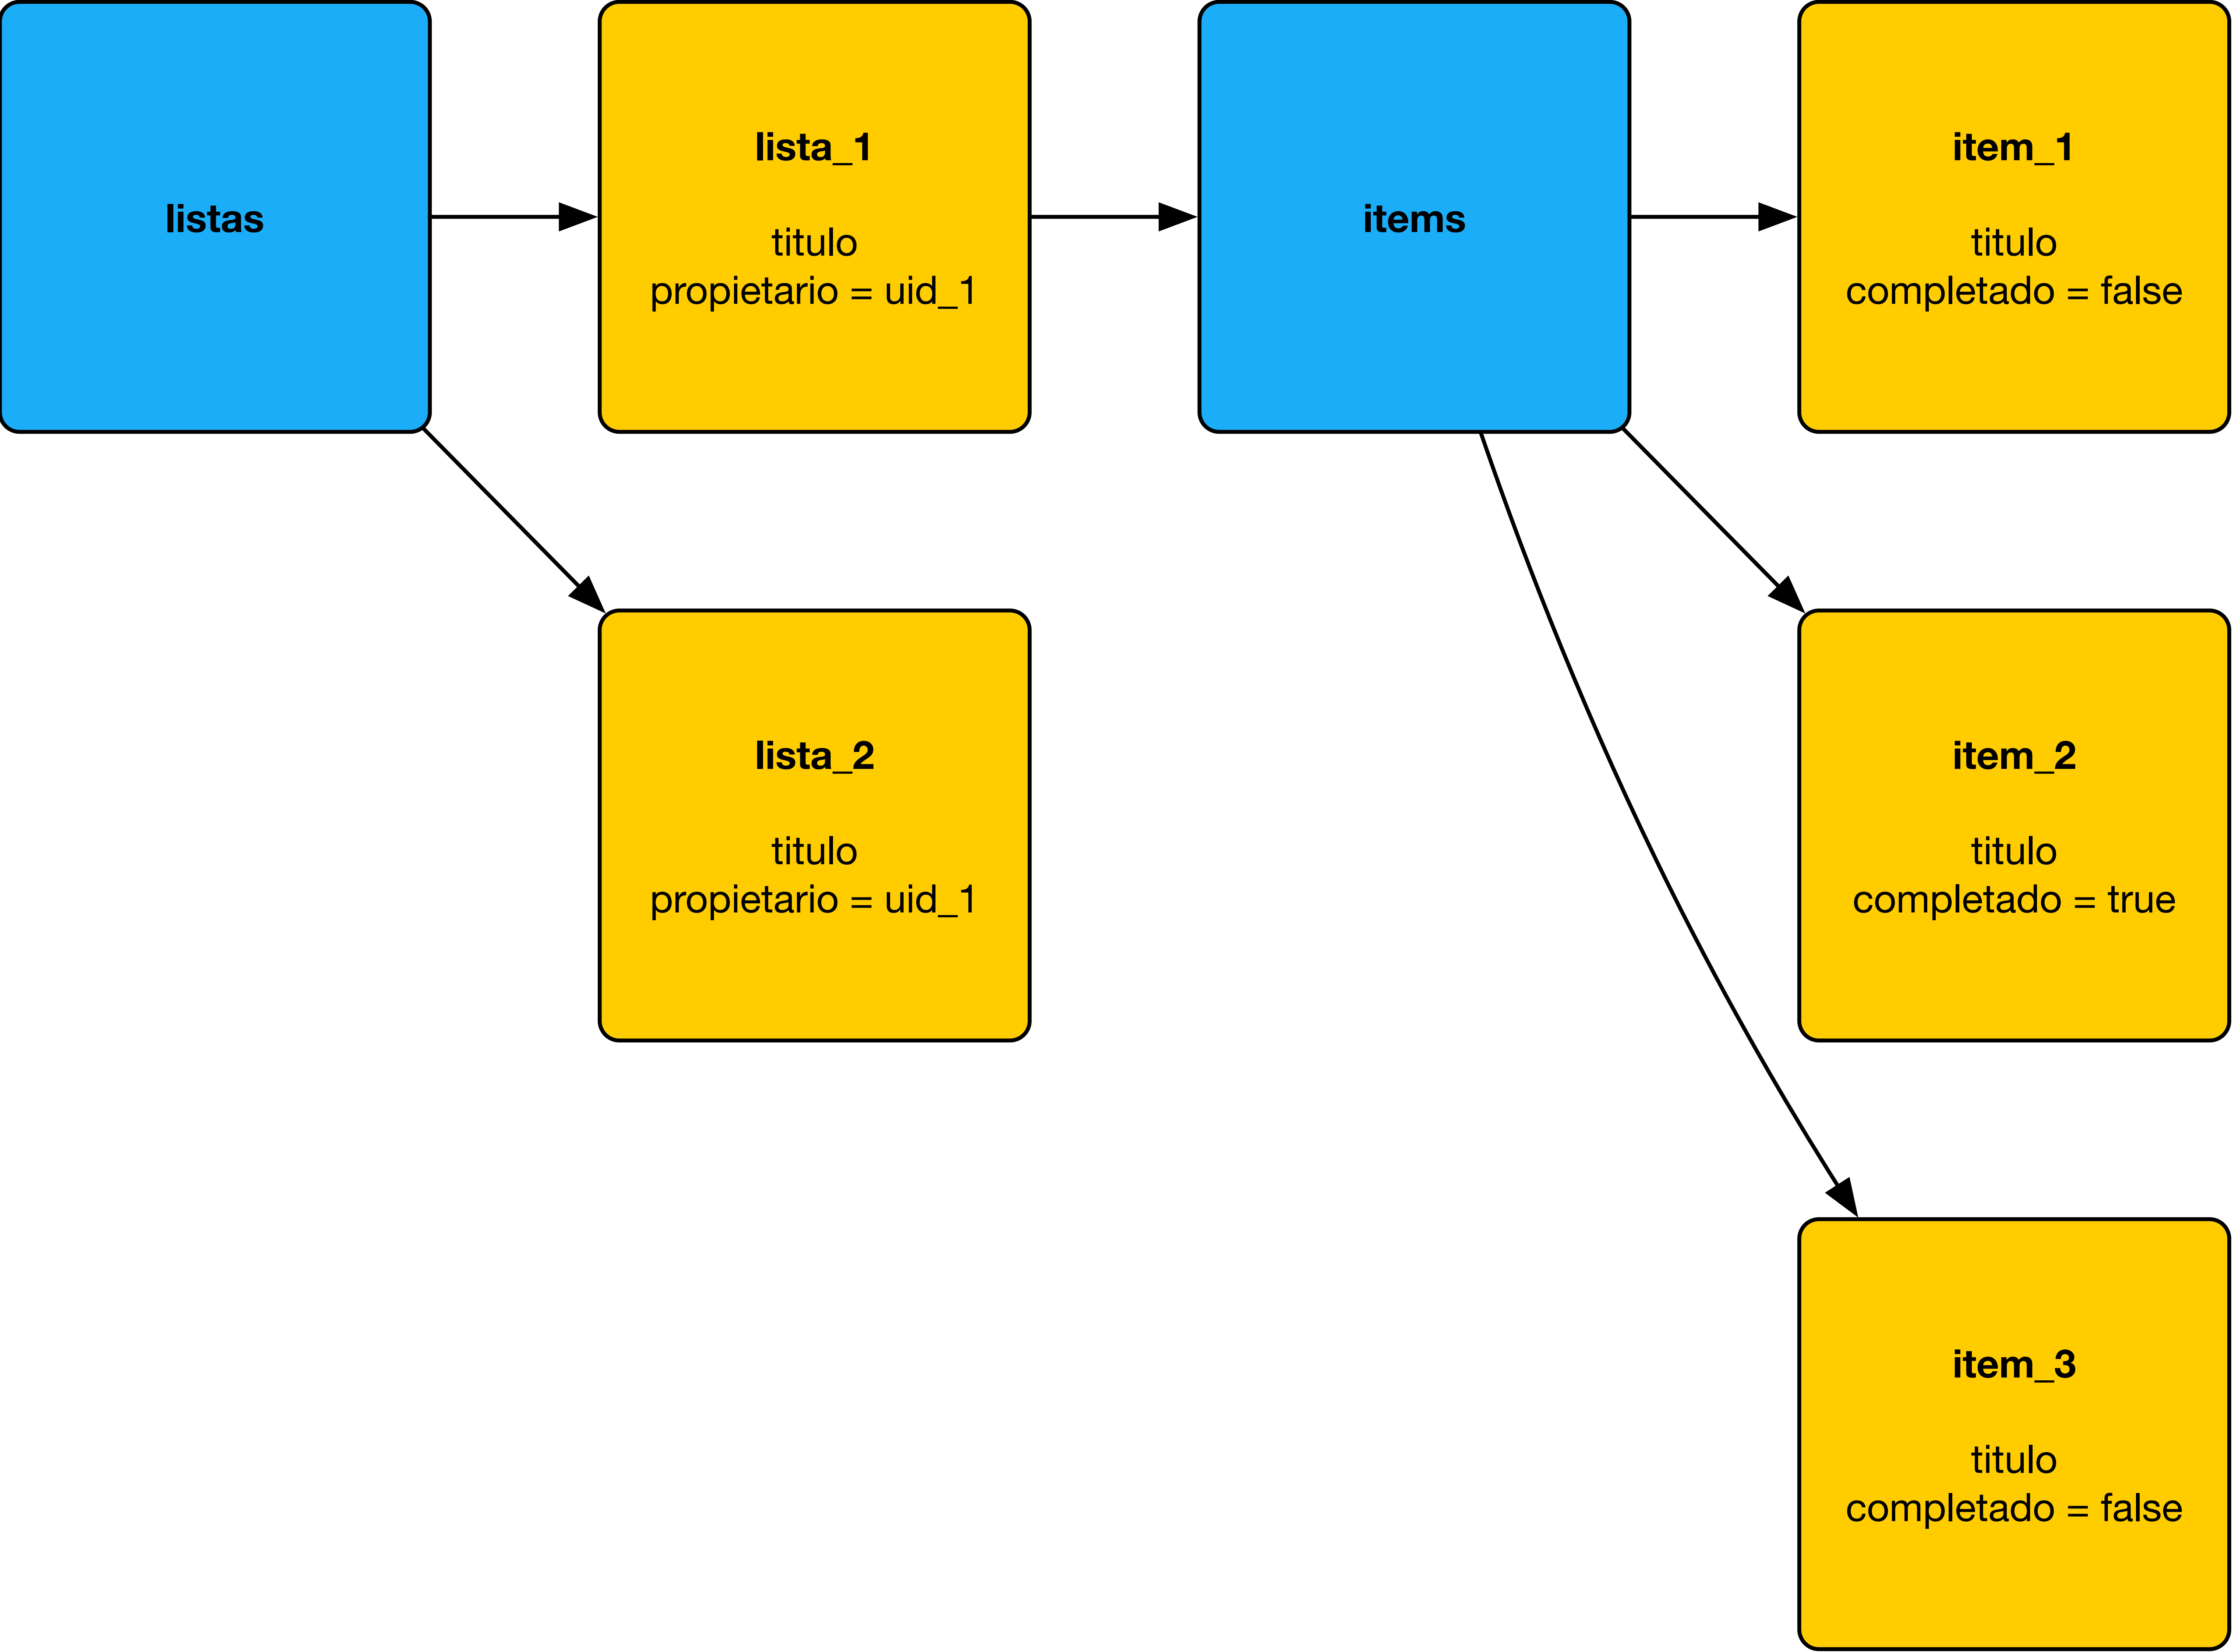 listas
lista_1
titulo
propietario = uid_1
items
item_1
titulo
completado = false
lista_2
titulo
propietario = uid_1
item_2
titulo
completado = true
item_3
titulo
completado = false